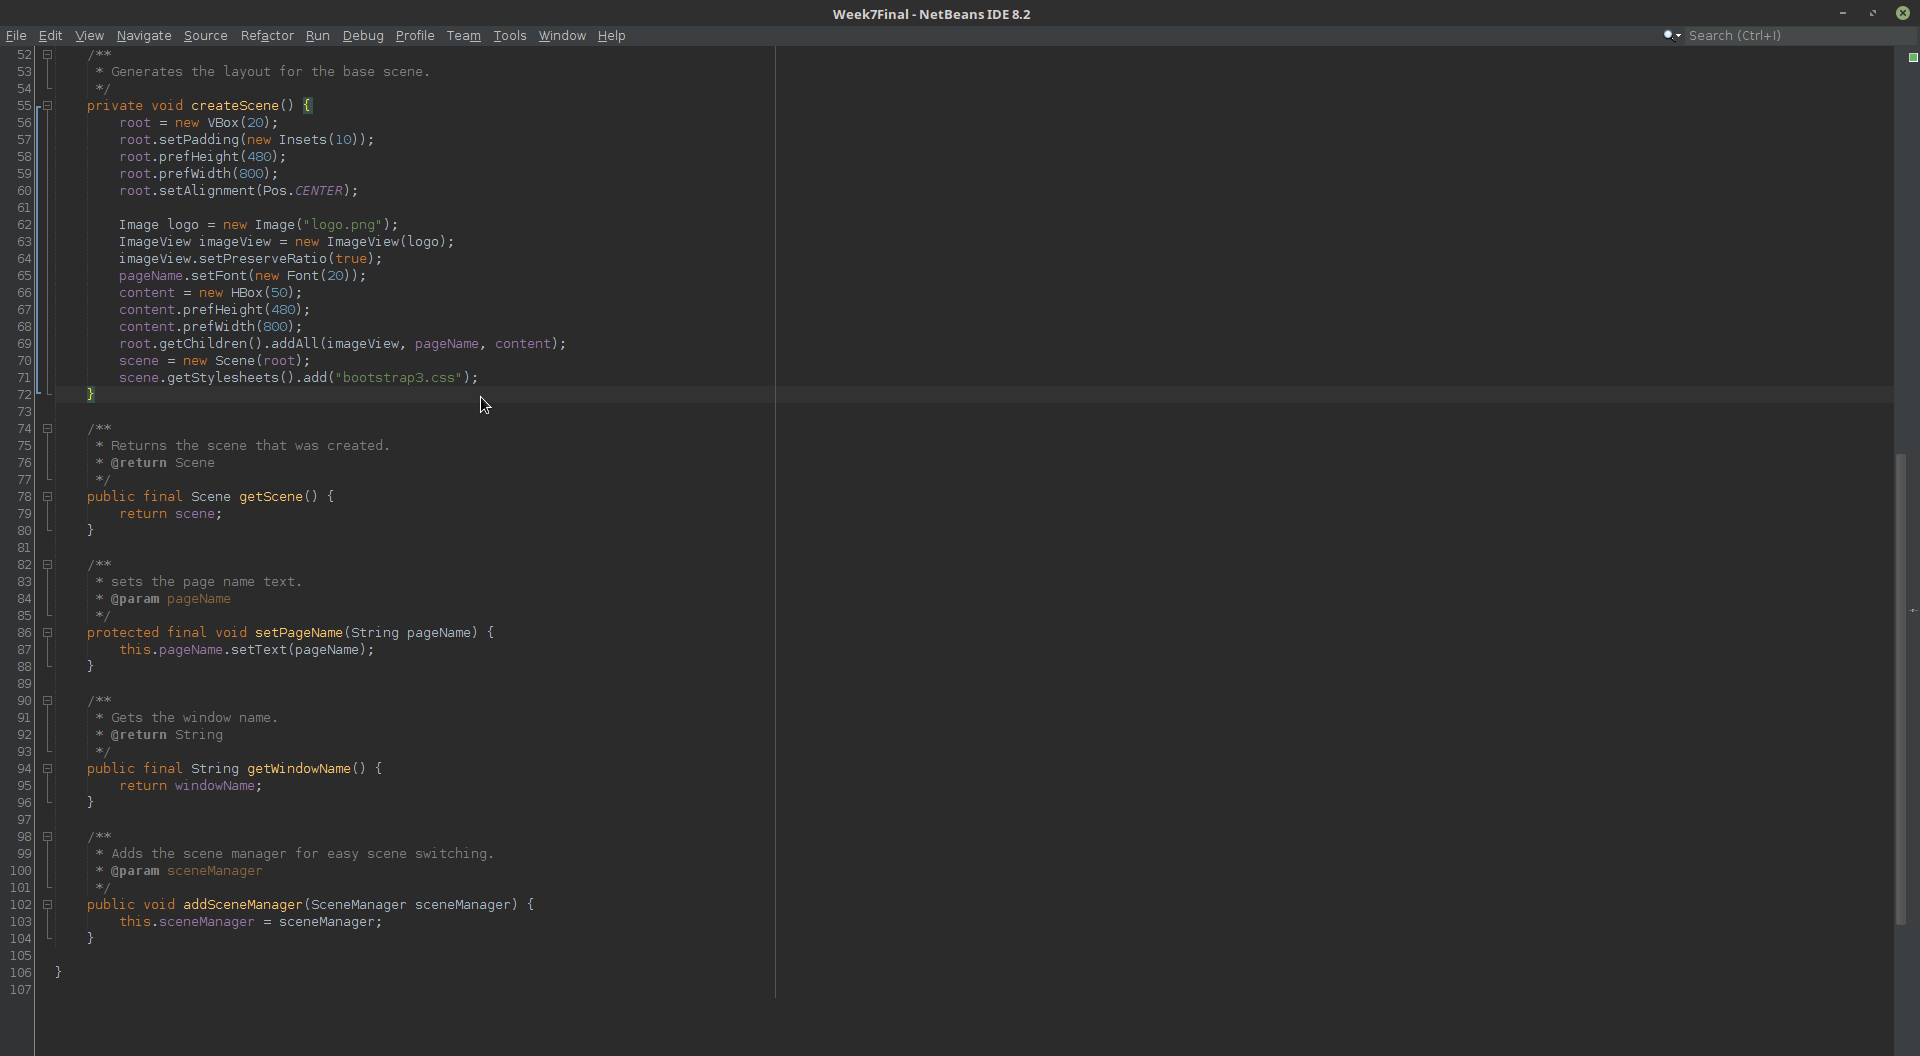 Week7Final - NetBeans IDE 8.2
File Edit View Navigate Source Refactor Run Debug Profile Team Tools Window Help Search (Ctrl+I)
52 /**
53 * Generates the layout for the base scene.
54 */
55 private void createScene() {
56 root = new VBox(20);
57 root.setPadding(new Insets(10));
58 root.prefHeight(480);
59 root.prefWidth(800);
60 root.setAlignment(Pos.CENTER);
61
62 Image logo = new Image("logo.png");
63 ImageView imageView = new ImageView(logo);
64 imageView.setPreserveRatio(true);
65 pageName.setFont(new Font(20));
66 content = new HBox(50);
67 content.prefHeight(480);
68 content.prefWidth(800);
69 root.getChildren().addAll(imageView, pageName, content);
70 scene = new Scene(root);
71 scene.getStylesheets().add("bootstrap3.css");
72 }
73
74 /**
75 * Returns the scene that was created.
76 * @return Scene
77 */
78 public final Scene getScene() {
79 return scene;
80 }
81
82 /**
83 * sets the page name text.
84 * @param pageName
85 */
86 protected final void setPageName(String pageName) {
87 this.pageName.setText(pageName);
88 }
89
90 /**
91 * Gets the window name.
92 * @return String
93 */
94 public final String getWindowName() {
95 return windowName;
96 }
97
98 /**
99 * Adds the scene manager for easy scene switching.
100 * @param sceneManager
101 */
102 public void addSceneManager(SceneManager sceneManager) {
103 this.sceneManager = sceneManager;
104 }
105
106 }
107